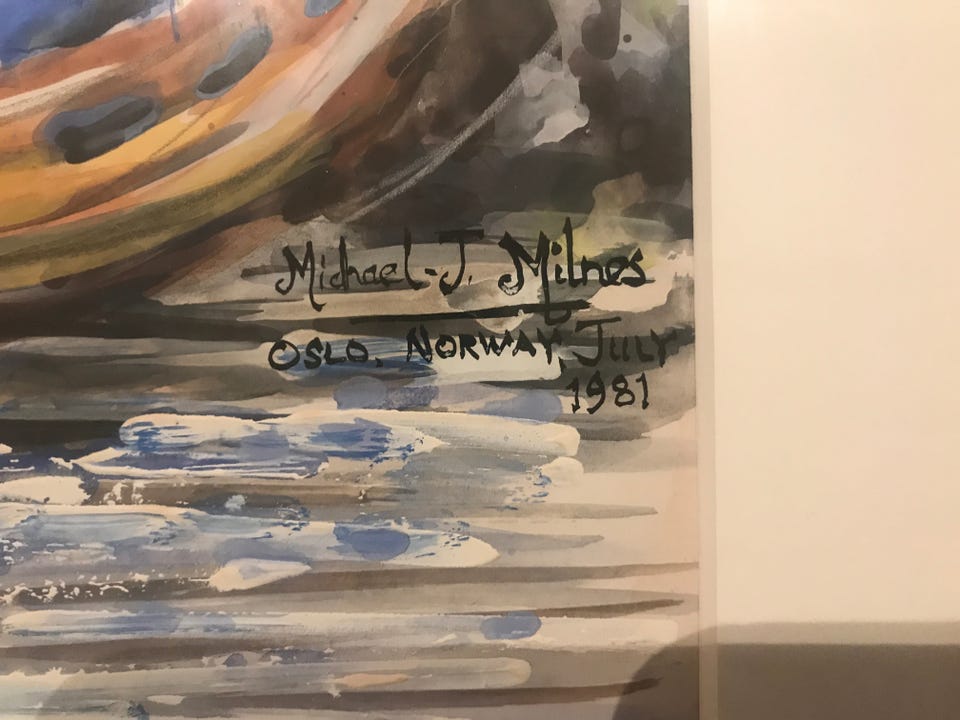 Michael-J. Milnes
OSLO, NORWAY, JULY
1981